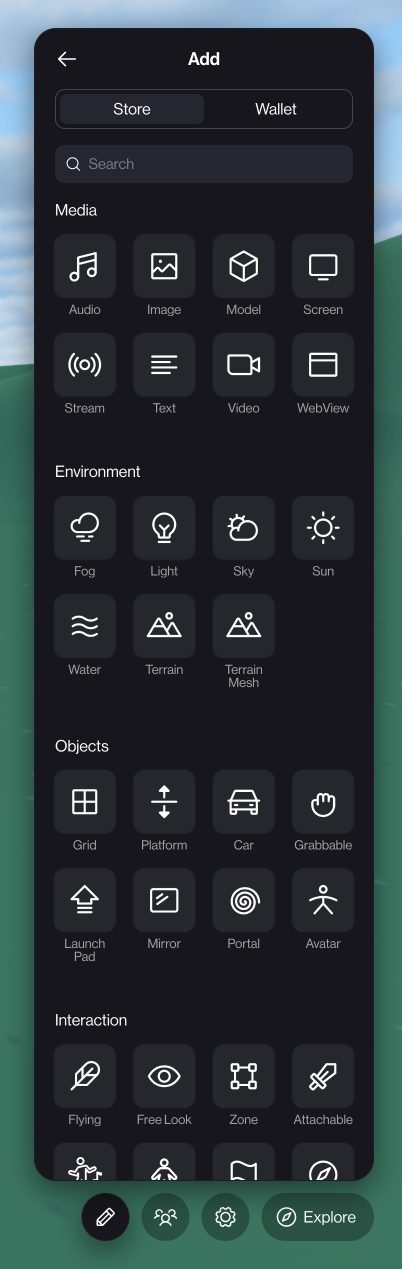 Add
Store Wallet
Search
Media
Audio Image Model Screen
Stream Text Video WebView
Environment
Fog Light Sky Sun
Water Terrain Terrain
Mesh
Objects
Grid Platform Car Grabbable
Launch Mirror Portal Avatar
Pad
Interaction
Flying Free Look Zone Attachable
Explore